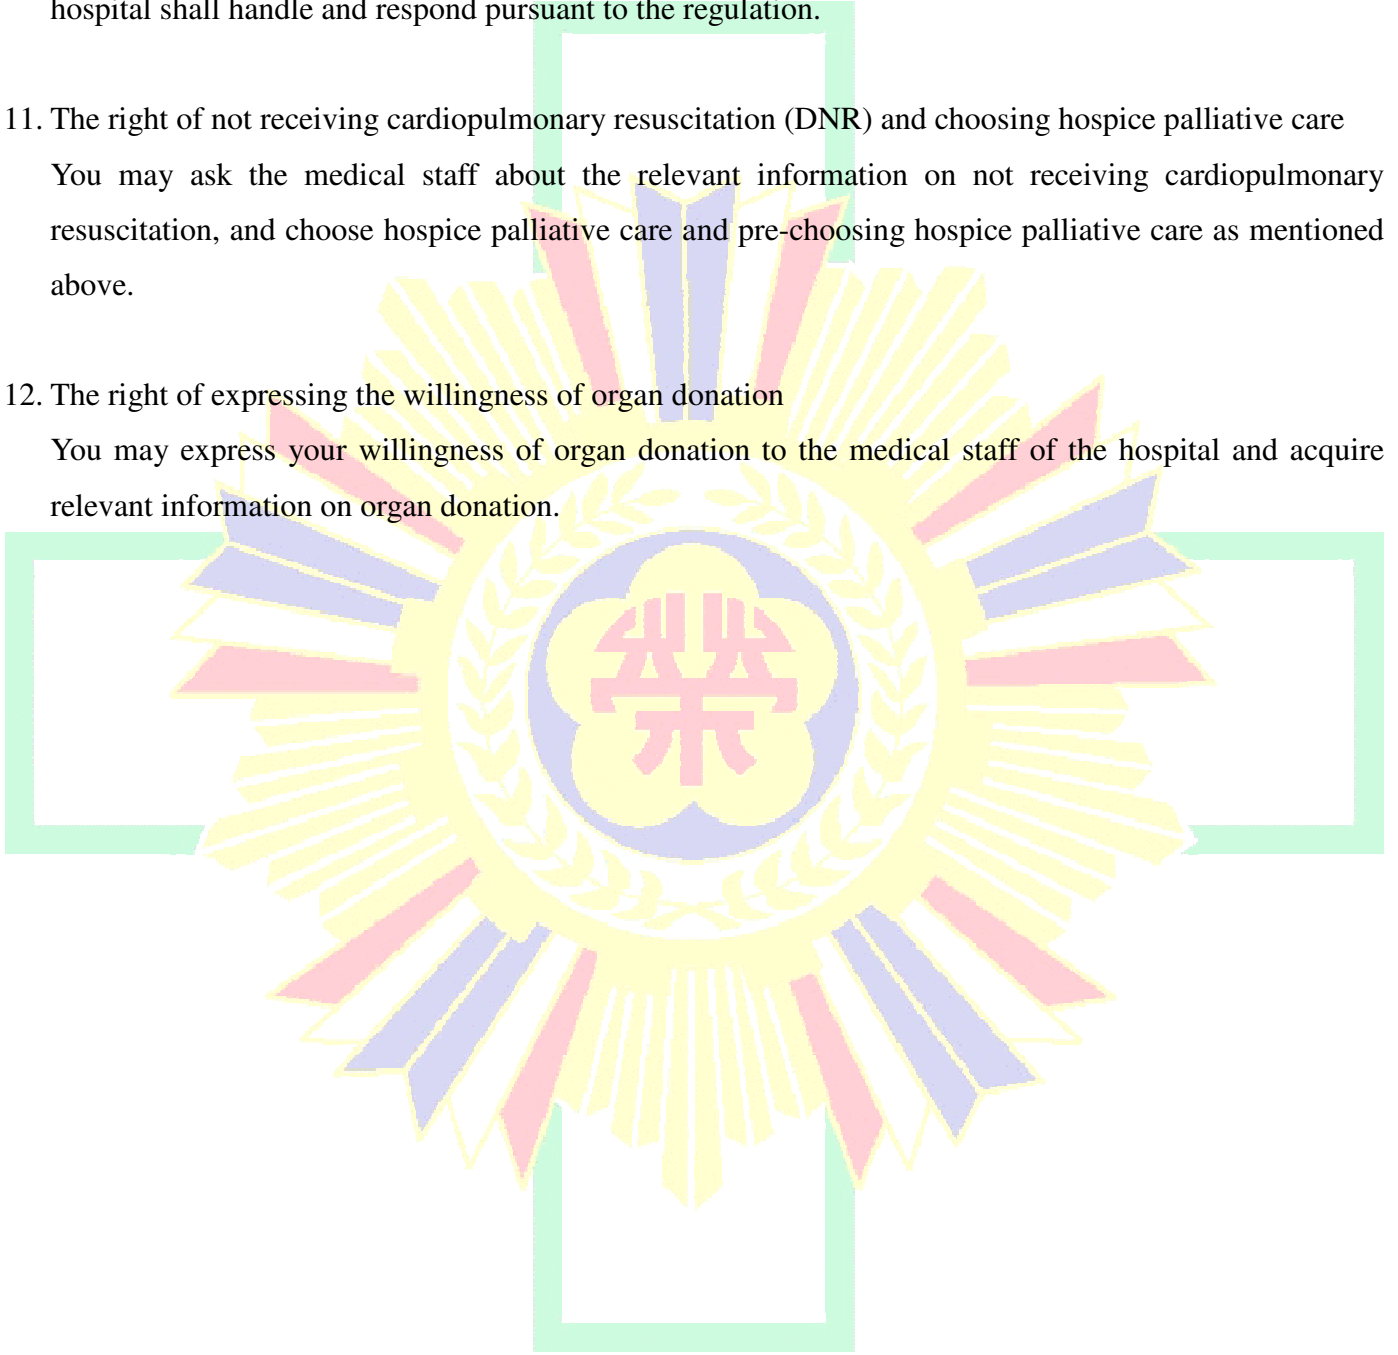 hospital shall handle and respond pursuant to the regulation.
11. The right of not receiving cardiopulmonary resuscitation (DNR) and choosing hospice palliative care
You may ask the medical staff about the relevant information on not receiving cardiopulmonary
resuscitation, and choose hospice palliative care and pre-choosing hospice palliative care as mentioned
above.
12. The right of expressing the willingness of organ donation
You may express your willingness of organ donation to the medical staff of the hospital and acquire
relevant information on organ donation.
榮